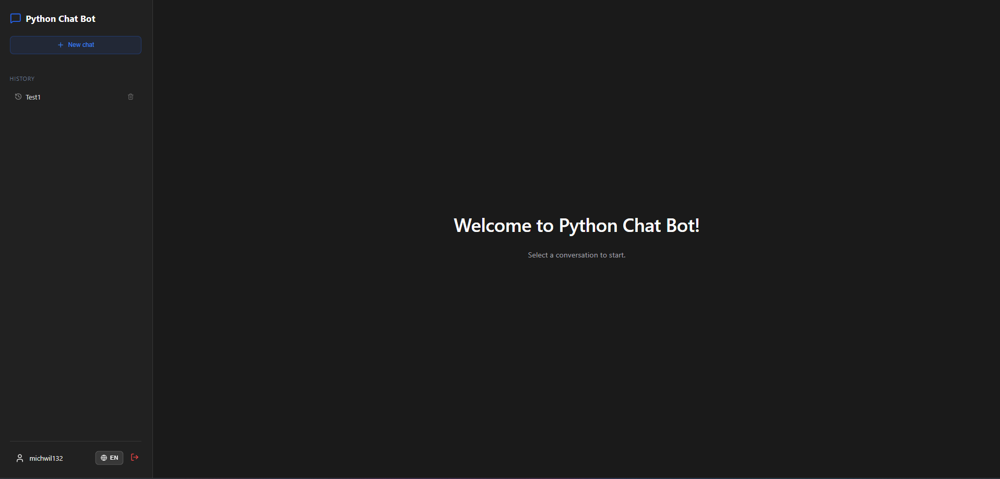 Python Chat Bot
New chat
HISTORY
Test1
Welcome to Python Chat Bot!
Select a conversation to start.
michwil132
EN